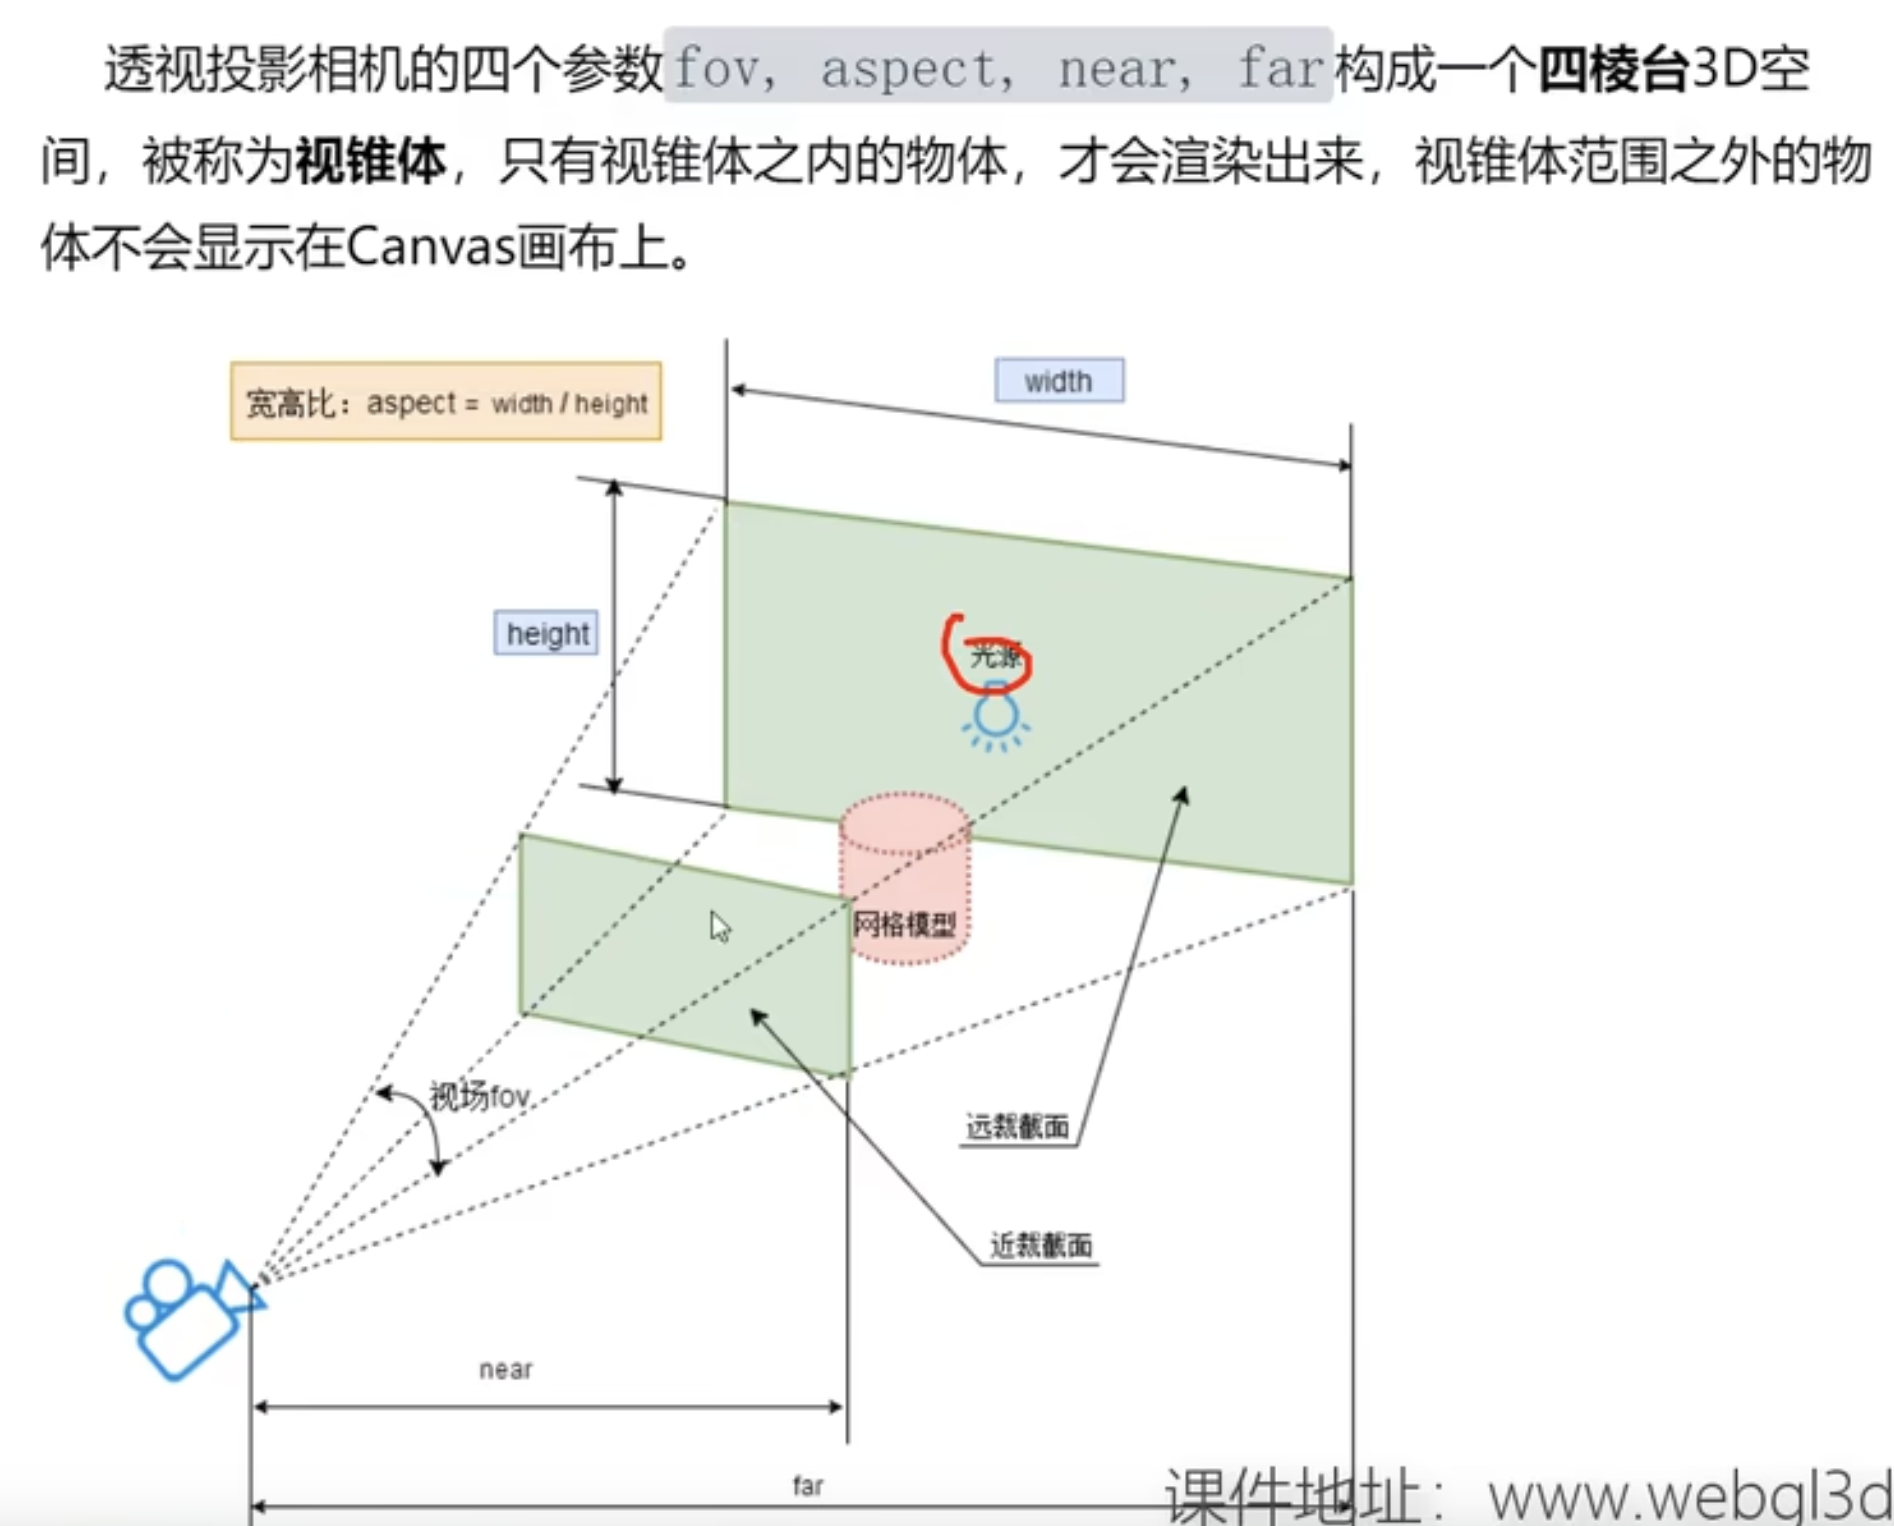 透视投影相机的四个参数fov, aspect, near, far构成一个四棱台3D空
间，被称为视锥体，只有视锥体之内的物体，才会渲染出来，视锥体范围之外的物
体不会显示在Canvas画布上。
宽高比：aspect = width / height
width
height
光源
网格模型
视场fov
远裁截面
近裁截面
near
far
课件地址：www.webgl3d